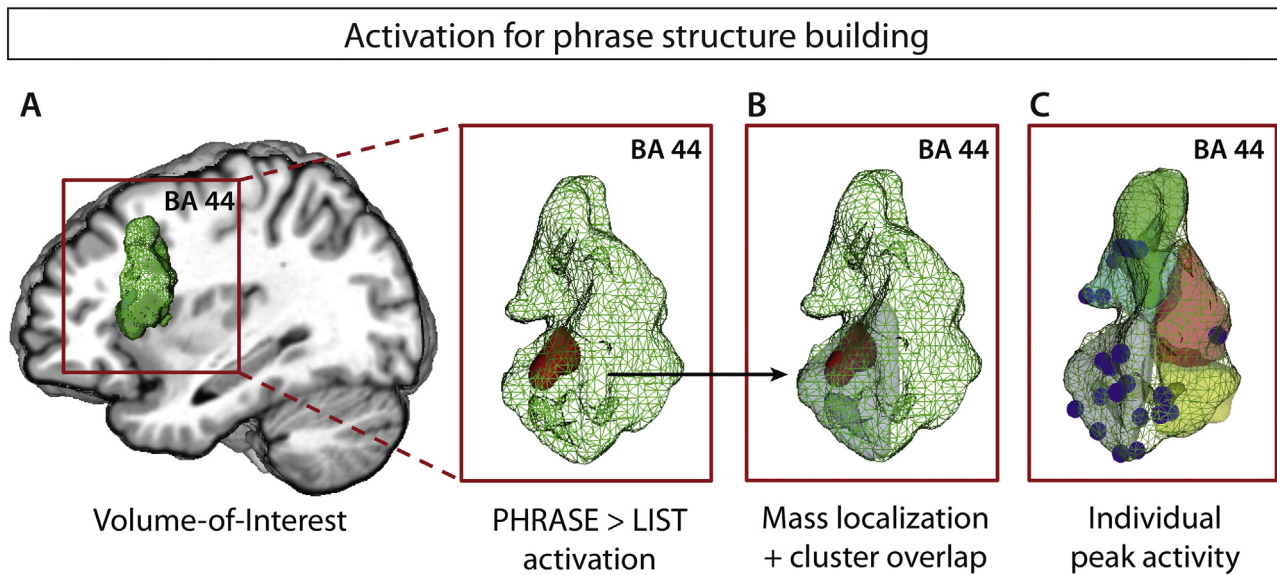 Activation for phrase structure building
A
B
C
BA 44
BA 44
BA 44
BA 44
Volume-of-Interest
PHRASE > LIST
activation
Mass localization
+ cluster overlap
Individual
peak activity